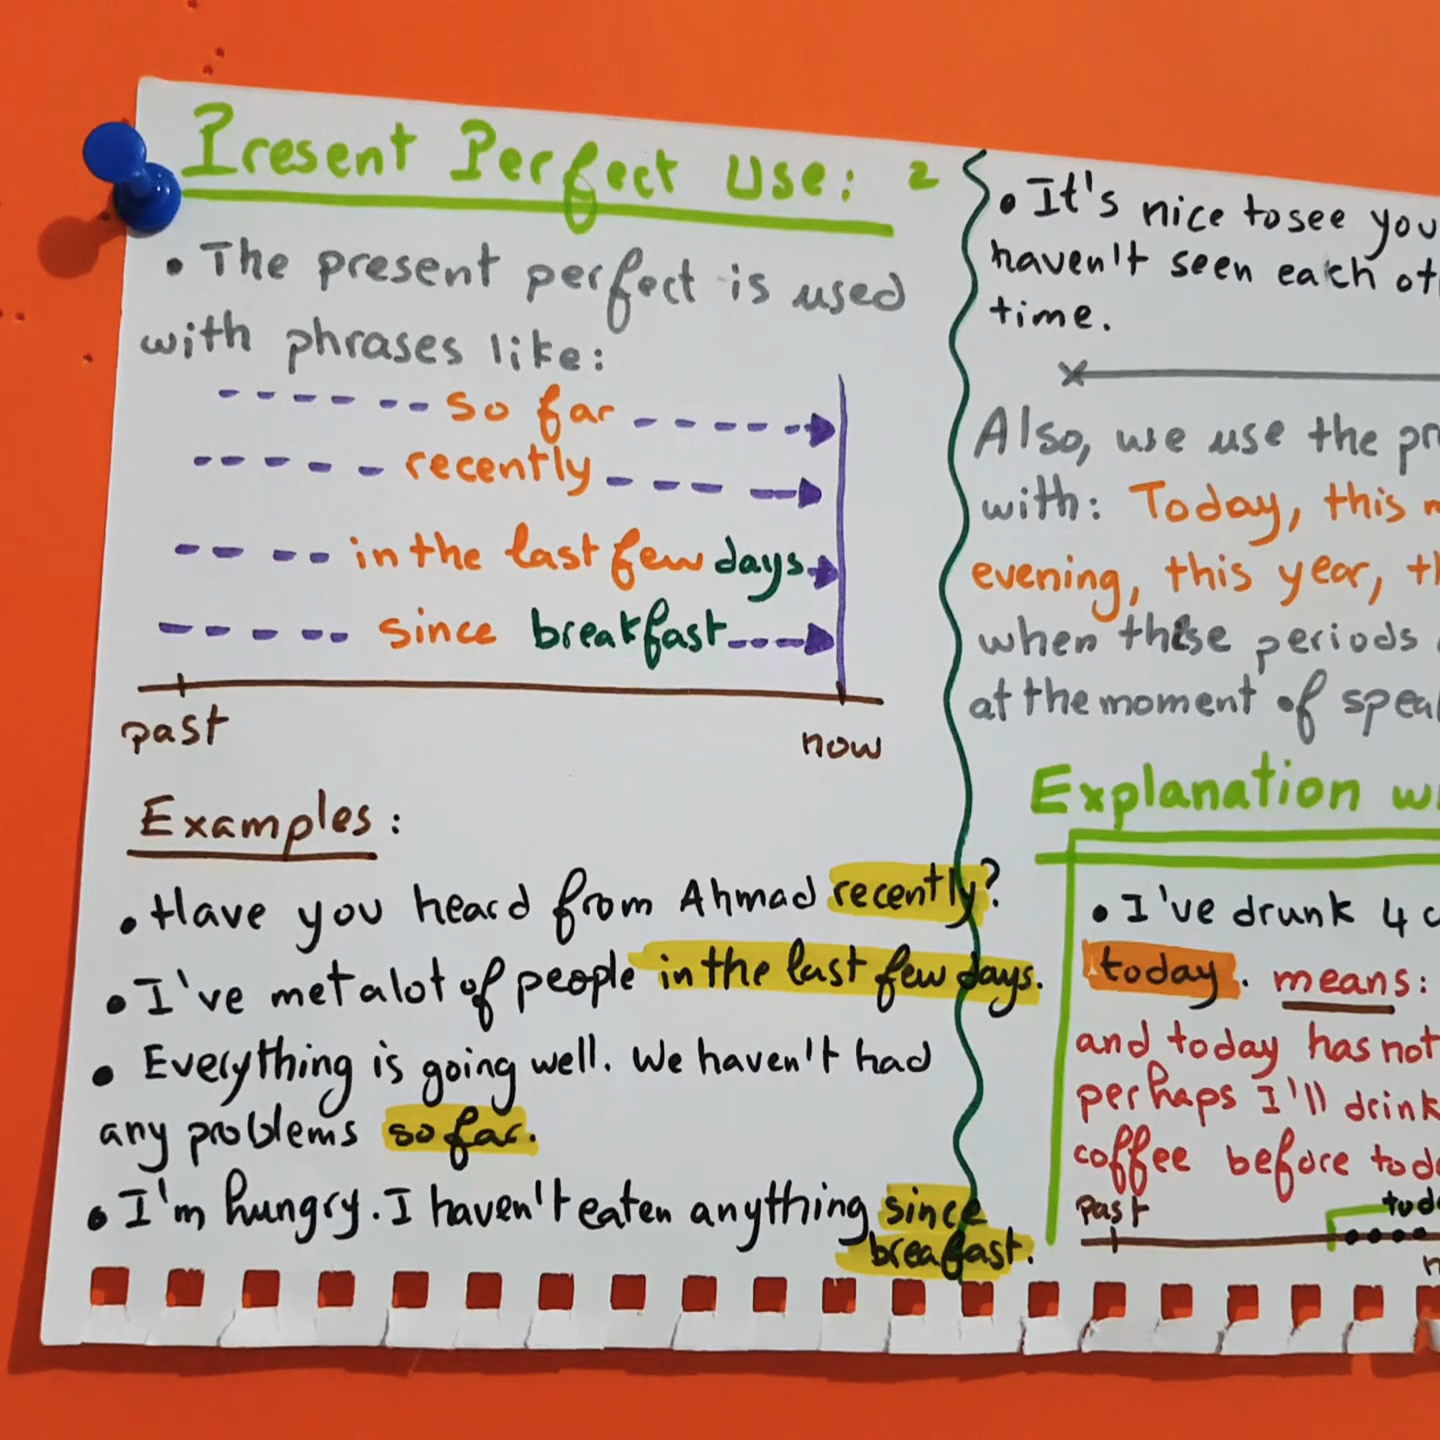 Present Perfect Use: 2
• The present perfect is used
with phrases like:
so far
recently
in the last few days
since breakfast
past now
Examples:
• Have you heard from Ahmad recently?
• I've met alot of people in the last few days.
• Everything is going well. We haven't had
any problems so far.
• I'm hungry. I haven't eaten anything since
breafast.
• It's nice to see you
haven't seen each
time.
Also, we use the
with: Today, this
evening, this year,
when these periods
at the moment of
Explanation
• I've drunk 4
today. means:
and today has not
perhaps I'll drink
coffee before
past